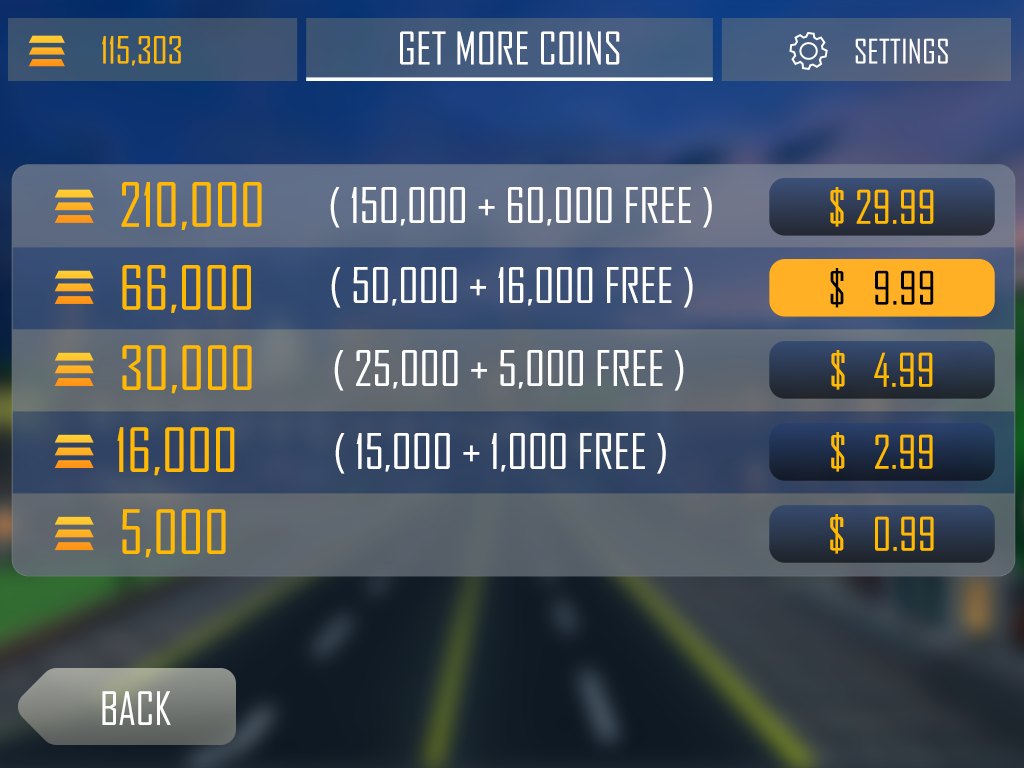 115,303
GET MORE COINS
SETTINGS
210,000 ( 150,000 + 60,000 FREE ) $ 29.99
66,000 ( 50,000 + 16,000 FREE ) $ 9.99
30,000 ( 25,000 + 5,000 FREE ) $ 4.99
16,000 ( 15,000 + 1,000 FREE ) $ 2.99
5,000 $ 0.99
BACK